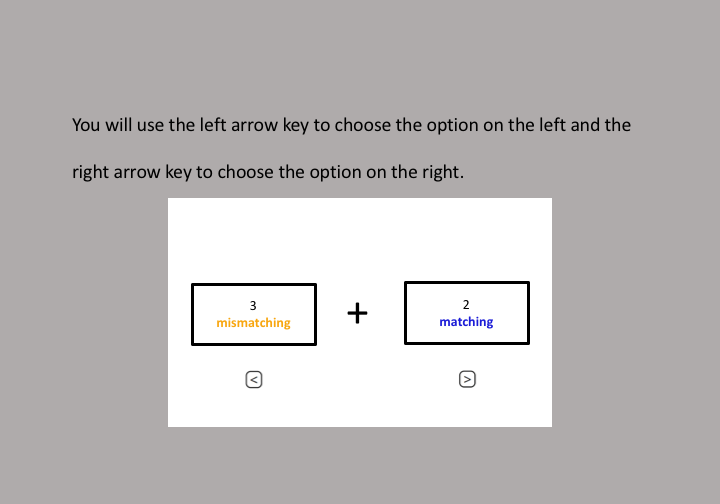 You will use the left arrow key to choose the option on the left and the
right arrow key to choose the option on the right.
3
mismatching
+
2
matching
<
>